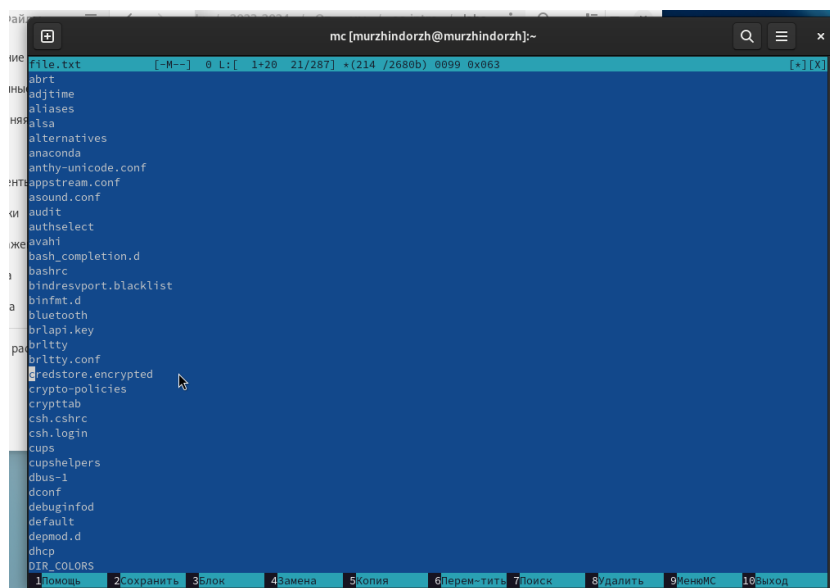 mc [murzhindorzh@murzhindorzh]:~
file.txt [-M--] 0 L:[ 1+20 21/287] *(214 /2680b) 0099 0x063 [*][X]
abrt
adjtime
aliases
alsa
alternatives
anaconda
anthy-unicode.conf
appstream.conf
asound.conf
audit
authselect
avahi
bash_completion.d
bashrc
bindresvport.blacklist
binfmt.d
bluetooth
brlapi.key
brltty
brltty.conf
credstore.encrypted
crypto-policies
crypttab
csh.cshrc
csh.login
cups
cupshelpers
dbus-1
dconf
debuginfod
default
depmod.d
dhcp
DIR_COLORS
1Помощь 2Сохранить 3Блок 4Замена 5Копия 6Перем~тить 7Поиск 8Удалить 9МенюMC 10Выход